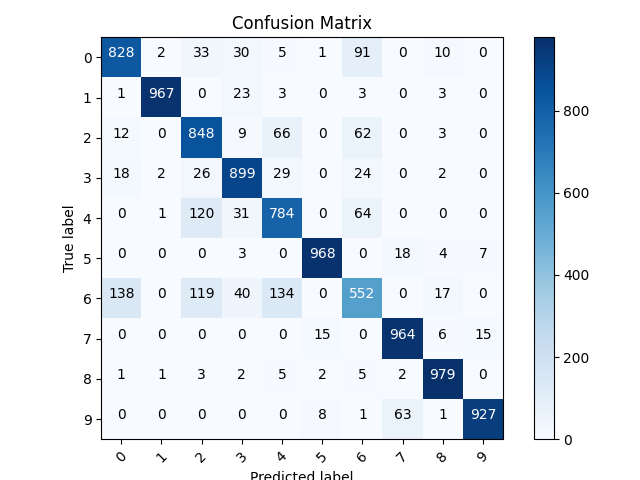 Confusion Matrix
0 828 2 33 30 5 1 91 0 10 0
1 1 967 0 23 3 0 3 0 3 0
2 12 0 848 9 66 0 62 0 3 0
3 18 2 26 899 29 0 24 0 2 0
4 0 1 120 31 784 0 64 0 0 0
5 0 0 0 3 0 968 0 18 4 7
6 138 0 119 40 134 0 552 0 17 0
7 0 0 0 0 0 15 0 964 6 15
8 1 1 3 2 5 2 5 2 979 0
9 0 0 0 0 0 8 1 63 1 927
0 1 2 3 4 5 6 7 8 9
True label
Predicted label
800
600
400
200
0